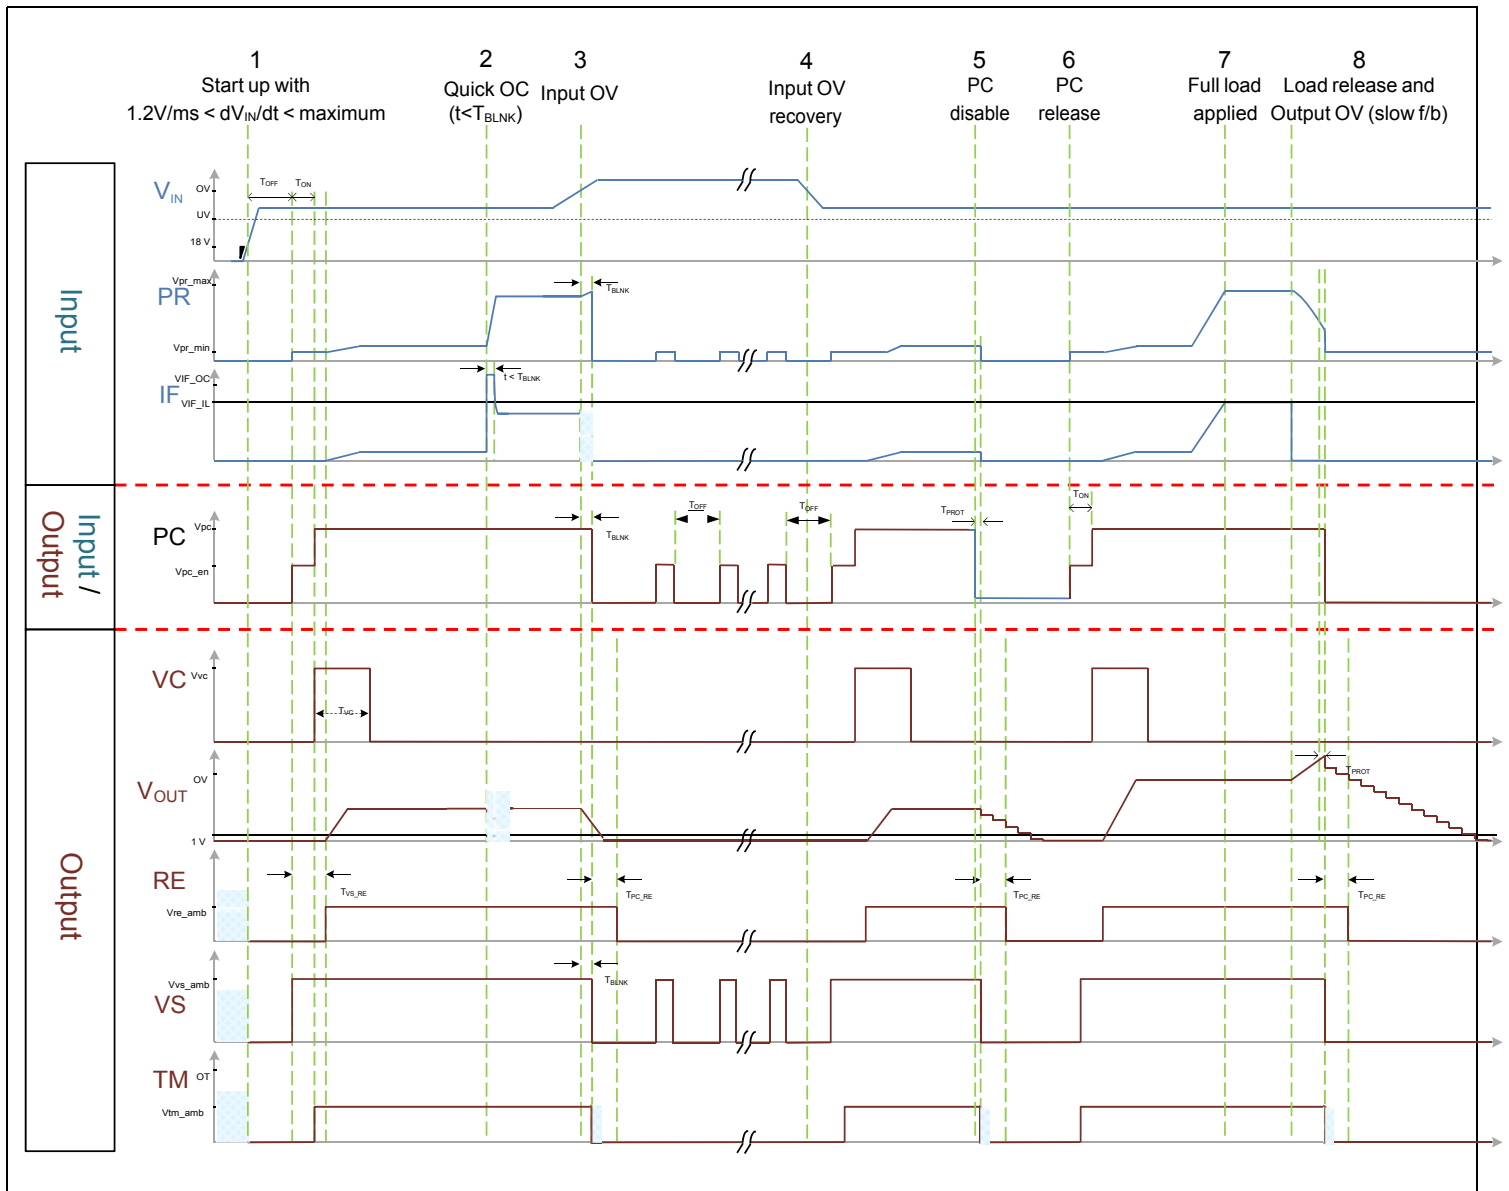 1
Start up with
1.2V/ms < dVIN/dt < maximum
2
Quick OC
(t<TBLNK)
3
Input OV
4
Input OV
recovery
5
PC
disable
6
PC
release
7
Full load
applied
8
Load release and
Output OV (slow f/b)
Input
VIN
OV
UV
18 V
TOFF
TON
PR
Vpr_max
Vpr_min
TBLNK
IF
VIF_OC
VIF_IL
t < TBLNK
Input /
Output
PC
Vpc
Vpc_en
TBLNK
TOFF
TOFF
TPROT
TON
Output
VC
Vvc
TVC
VOUT
OV
1 V
TPROT
RE
Vre_amb
TVS_RE
TPC_RE
TPC_RE
TPC_RE
VS
Vvs_amb
TBLNK
TM
OT
Vtm_amb